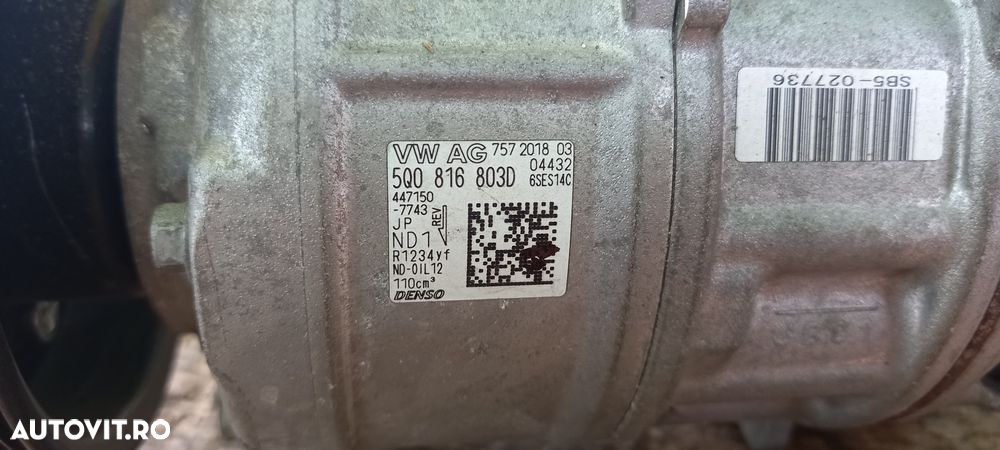 SB5-027736
VW AG 757 2018 03
04432
5Q0 816 803D 6SES14C
447150
-7743
JP REV
ND1
R1234yf
ND-OIL12
110cm³
DENSO
AUTOVIT.RO